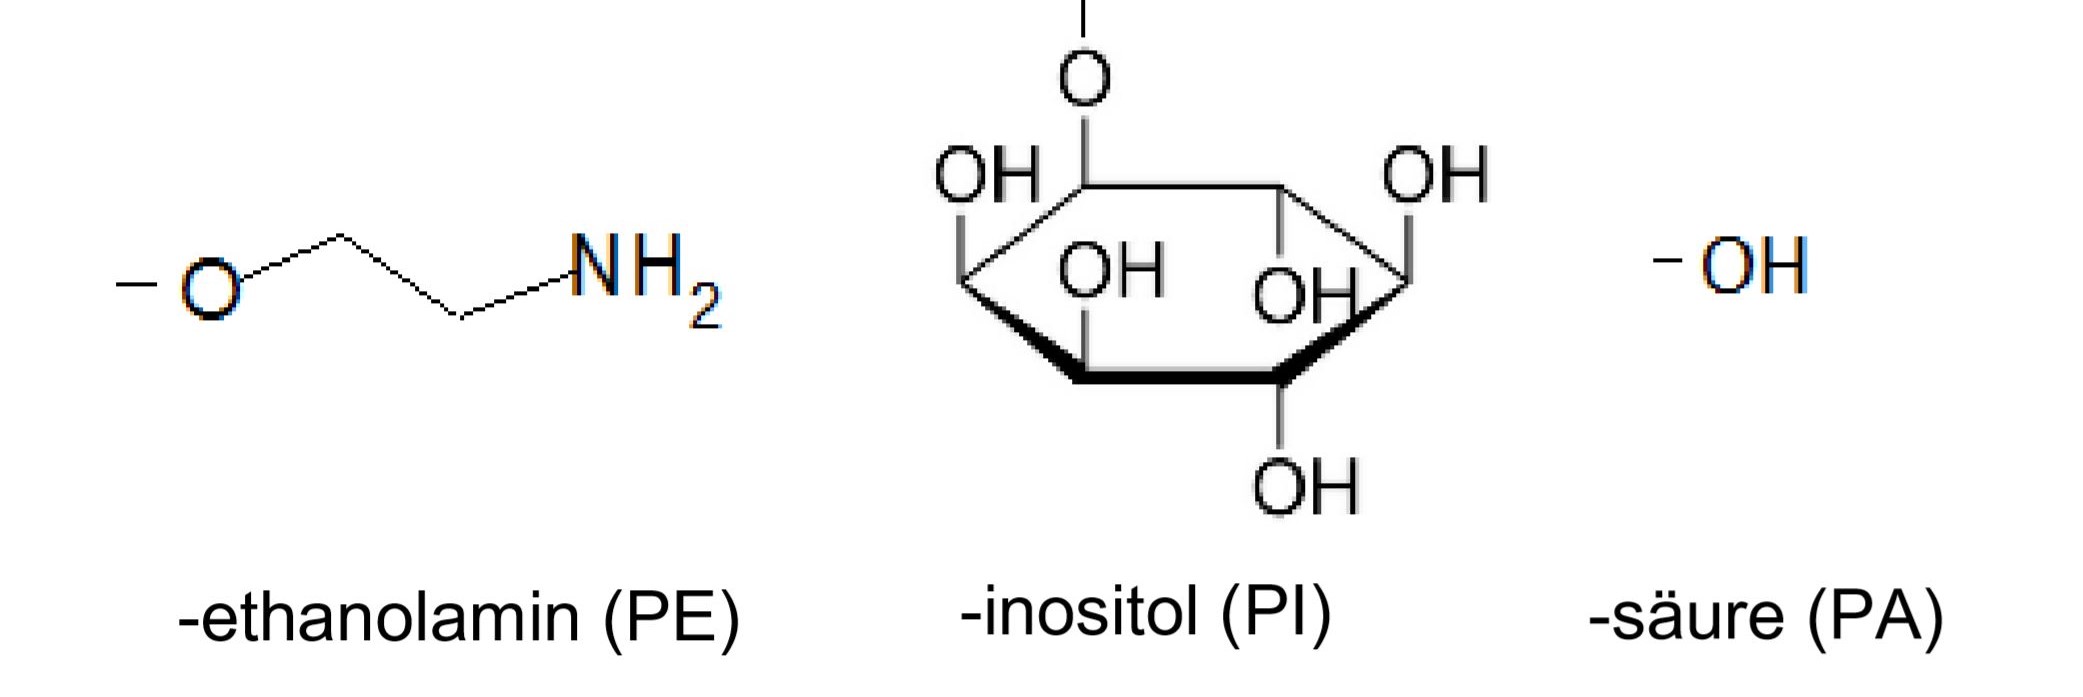 O
OH
OH
NH2
OH
OH
– O
– OH
OH
-ethanolamin (PE)
-inositol (PI)
-säure (PA)